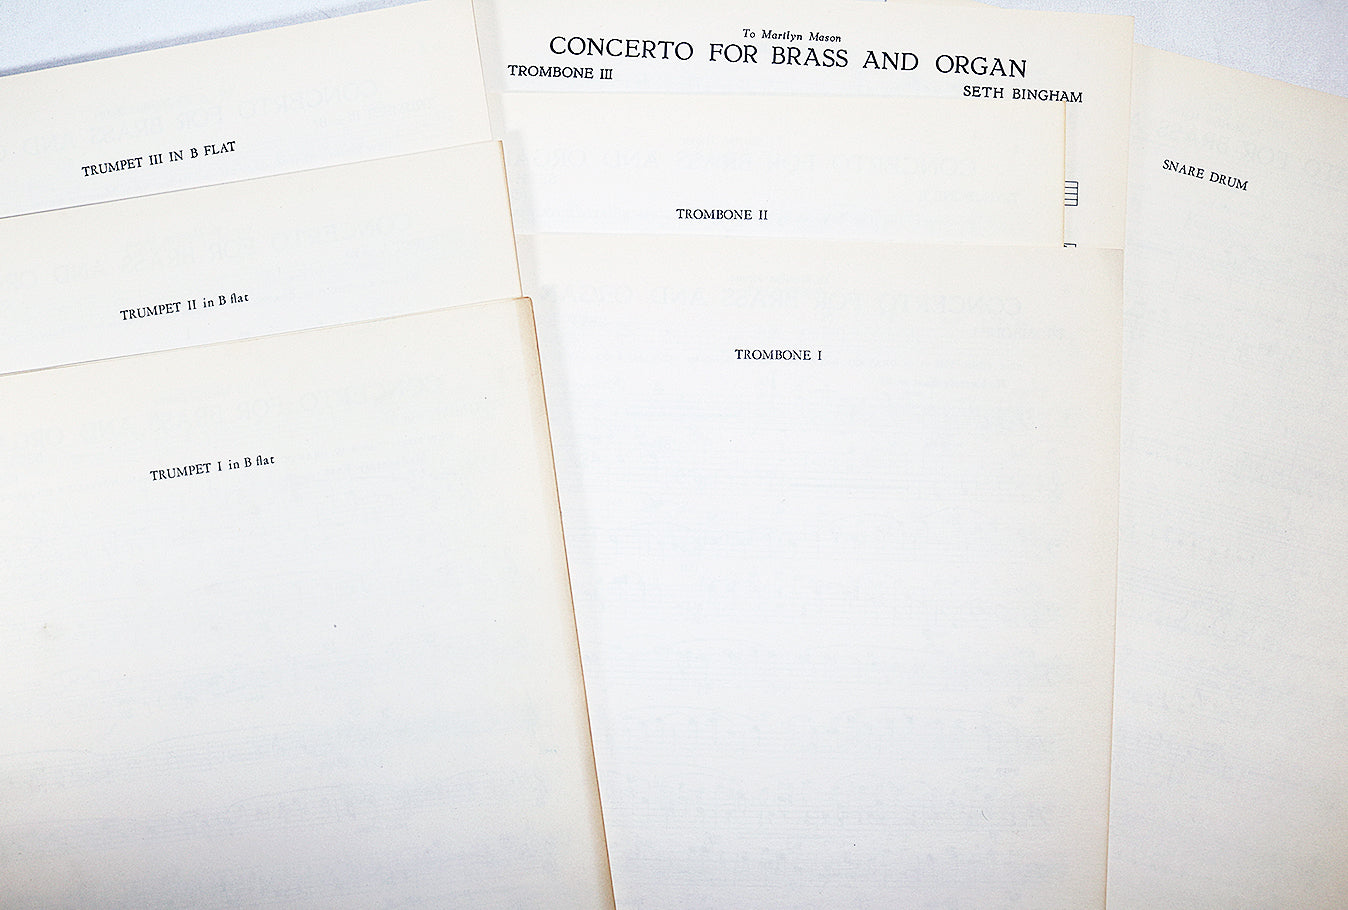 TRUMPET III IN B FLAT
TRUMPET II in B flat
TRUMPET I in B flat
To Marilyn Mason
CONCERTO FOR BRASS AND ORGAN
TROMBONE III
SETH BINGHAM
TROMBONE II
TROMBONE I
SNARE DRUM